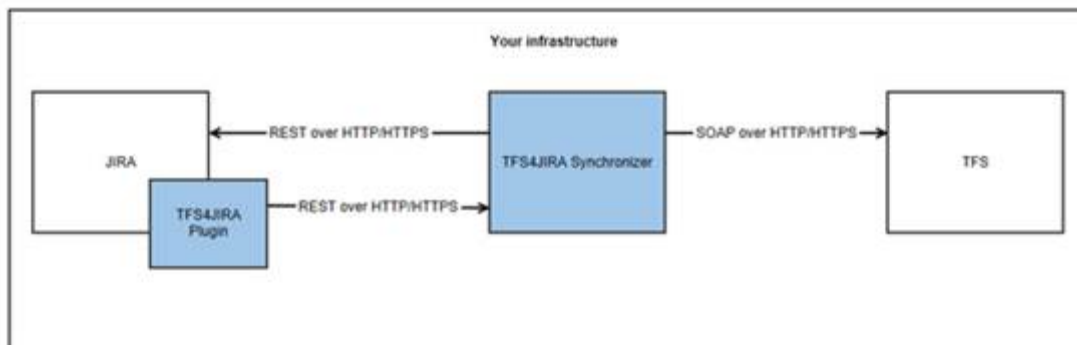 Your infrastructure
REST over HTTP/HTTPS
SOAP over HTTP/HTTPS
JIRA
TFS4JIRA Synchronizer
TFS
TFS4JIRA
Plugin
REST over HTTP/HTTPS